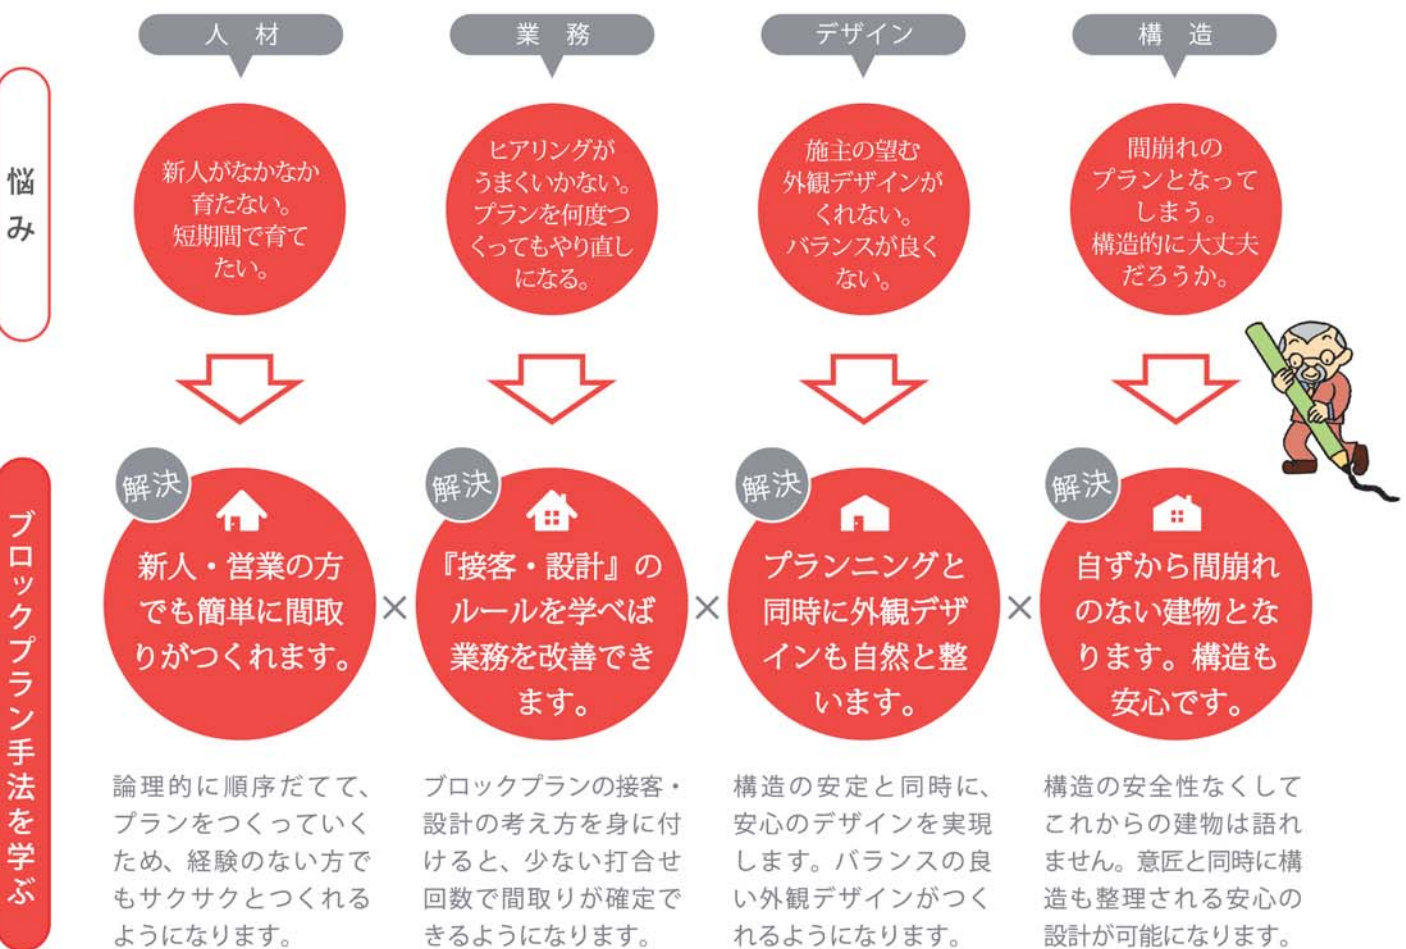 人材
業務
デザイン
構造
悩み
新人がなかなか
育たない。
短期間で育て
たい。
ヒアリングが
うまくいかない。
プランを何度つ
くってもやり直し
になる。
施主の望む
外観デザインが
くれない。
バランスが良く
ない。
間崩れの
プランとなって
しまう。
構造的に大丈夫
だろうか。
ブロックプラン手法を学ぶ
解決
新人・営業の方
でも簡単に間取
りがつくれます。
×
解決
『接客・設計』の
ルールを学べば
業務を改善でき
ます。
×
解決
プランニングと
同時に外観デザ
インも自然と整
います。
×
解決
自ずから間崩れ
のない建物とな
ります。構造も
安心です。
論理的に順序だてて、
プランをつくっていく
ため、経験のない方で
もサクサクとつくれる
ようになります。
ブロックプランの接客・
設計の考え方を身に付
けると、少ない打合せ
回数で間取りが確定で
きるようになります。
構造の安定と同時に、
安心のデザインを実現
します。バランスの良
い外観デザインがつく
れるようになります。
構造の安全性なくして
これからの建物は語れ
ません。意匠と同時に構
造も整理される安心の
設計が可能になります。